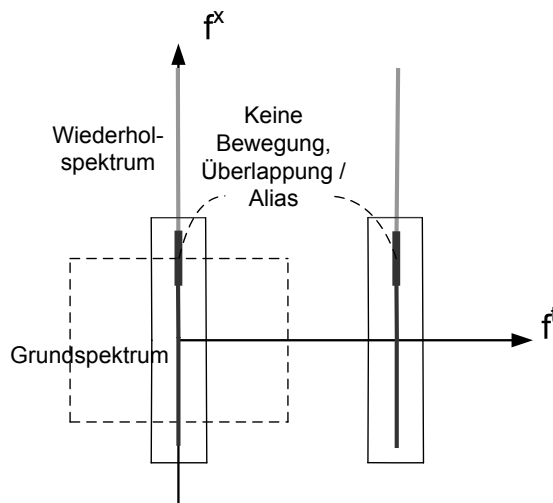 f^x
Wiederhol-
spektrum
Keine
Bewegung,
Überlappung /
Alias
Grundspektrum
f^t